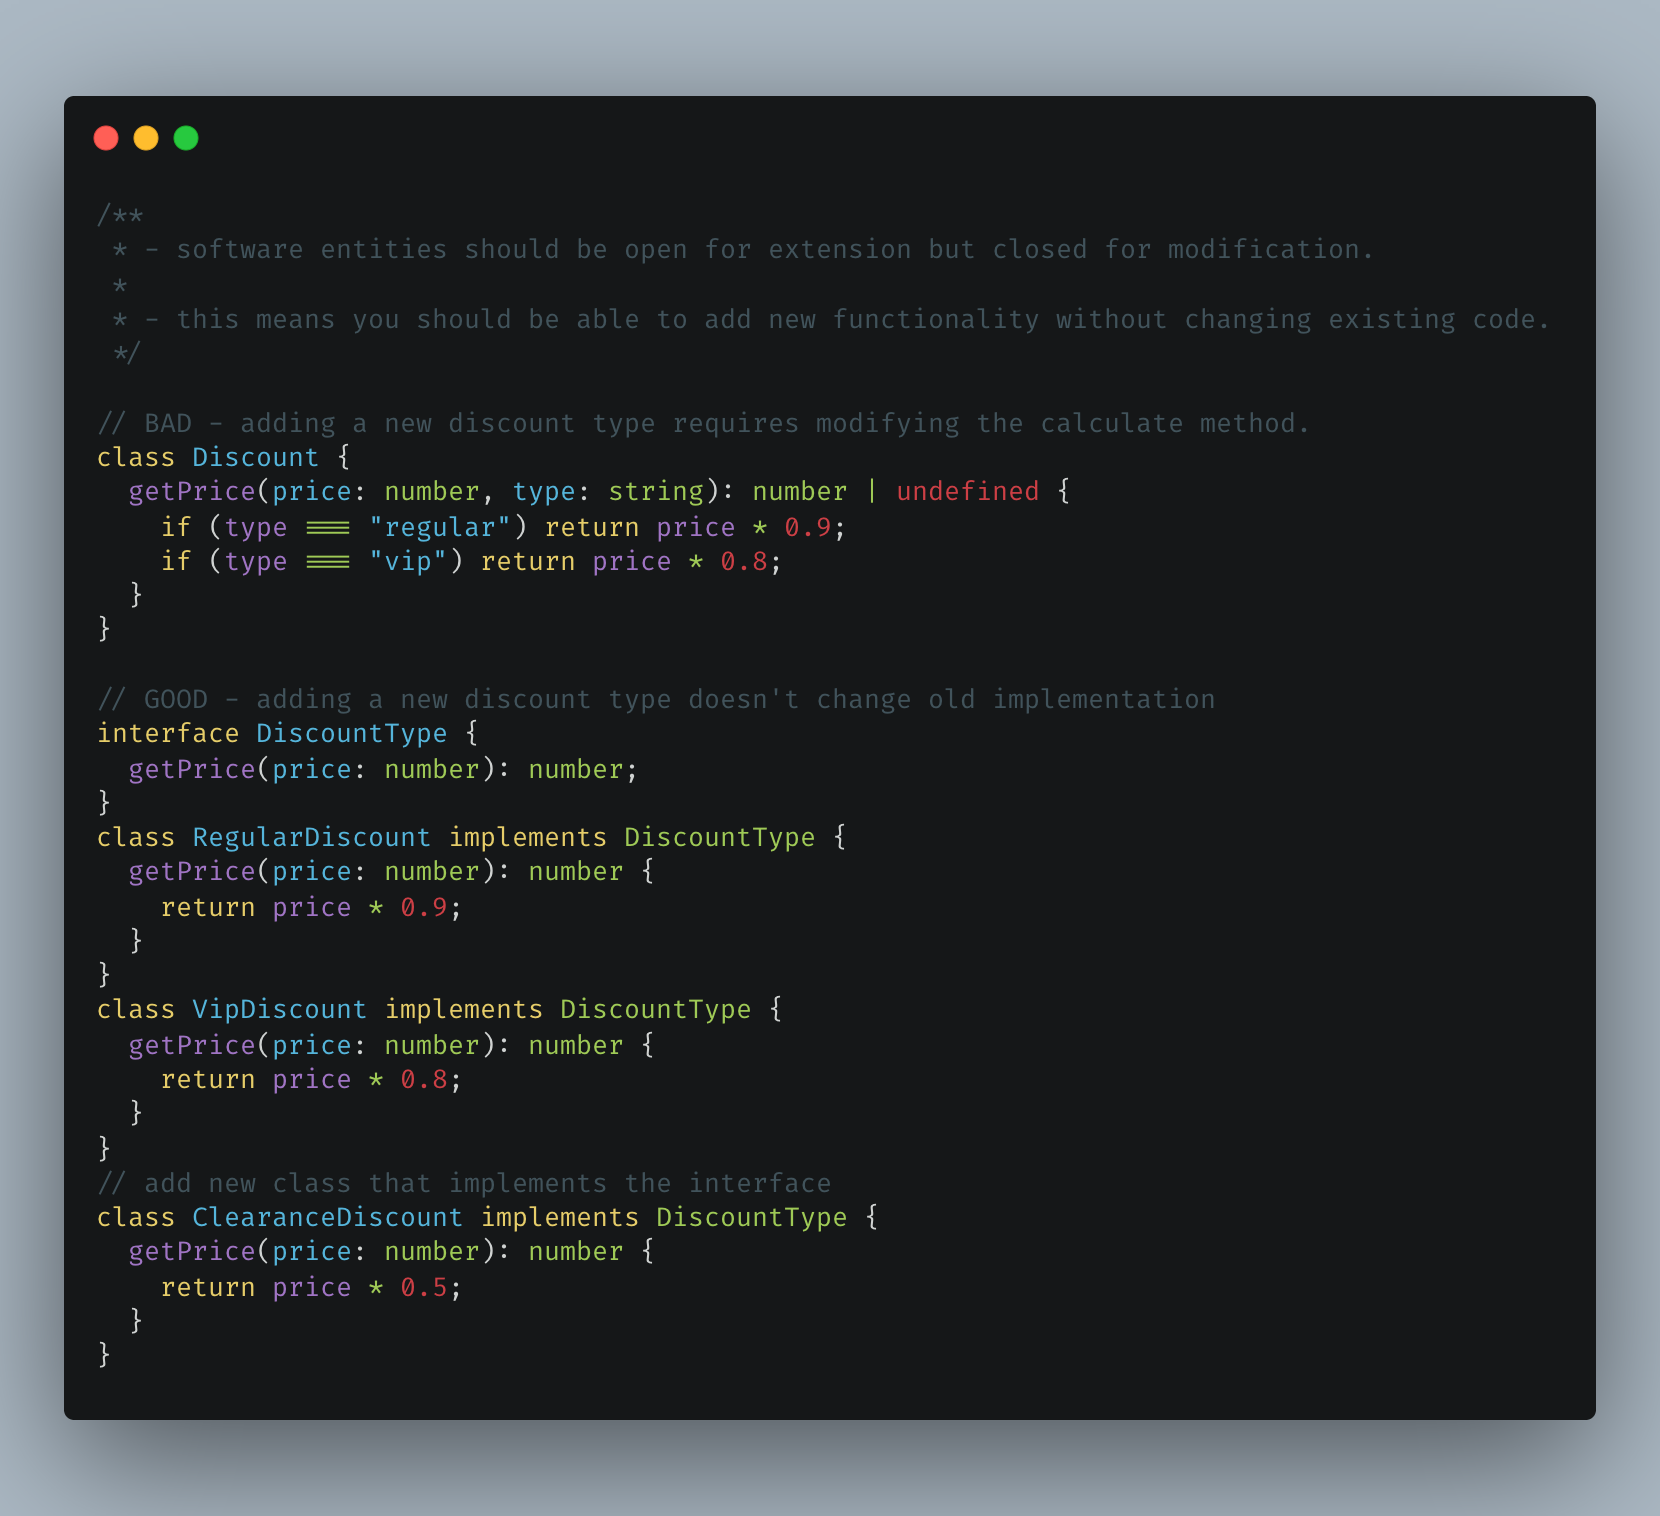 /**
 * - software entities should be open for extension but closed for modification.
 *
 * - this means you should be able to add new functionality without changing existing code.
 */

// BAD - adding a new discount type requires modifying the calculate method.
class Discount {
  getPrice(price: number, type: string): number | undefined {
    if (type === "regular") return price * 0.9;
    if (type === "vip") return price * 0.8;
  }
}

// GOOD - adding a new discount type doesn't change old implementation
interface DiscountType {
  getPrice(price: number): number;
}
class RegularDiscount implements DiscountType {
  getPrice(price: number): number {
    return price * 0.9;
  }
}
class VipDiscount implements DiscountType {
  getPrice(price: number): number {
    return price * 0.8;
  }
}
// add new class that implements the interface
class ClearanceDiscount implements DiscountType {
  getPrice(price: number): number {
    return price * 0.5;
  }
}